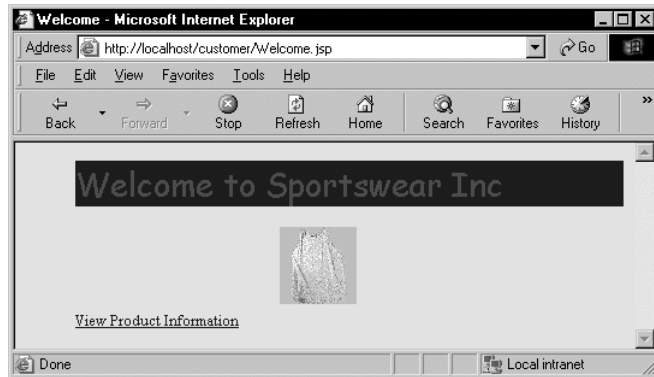 Welcome - Microsoft Internet Explorer
Address http://localhost/customer/Welcome.jsp Go
File Edit View Favorites Tools Help
Back Forward Stop Refresh Home Search Favorites History »
Welcome to Sportswear Inc
View Product Information
Done Local intranet